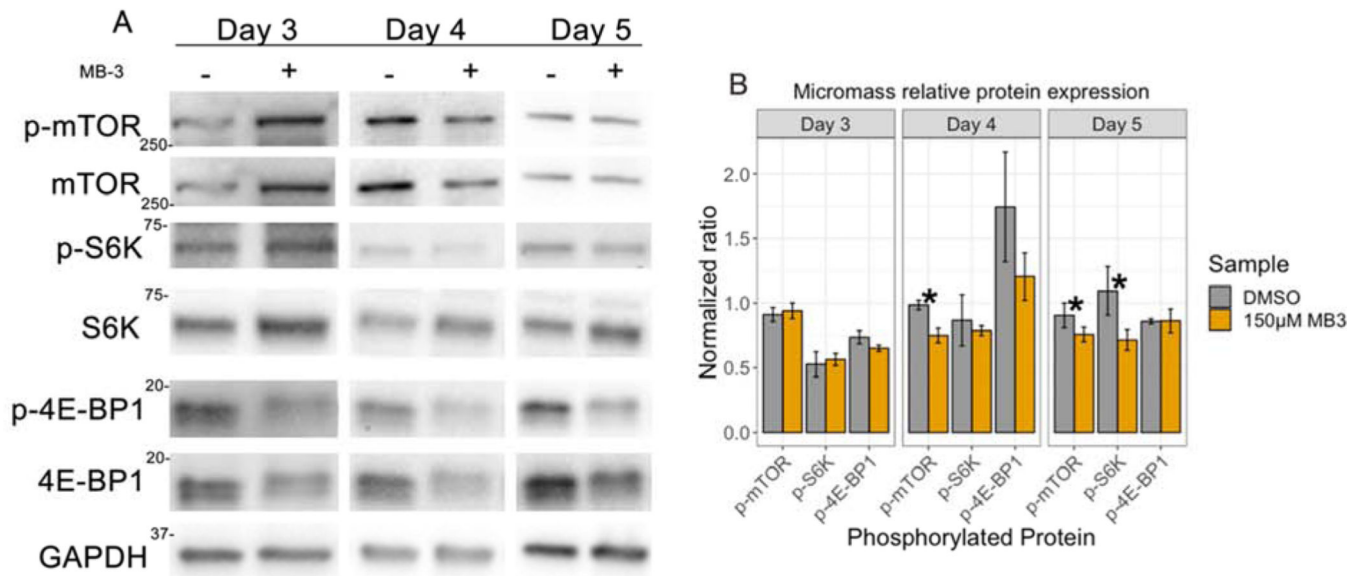 A
Day 3 Day 4 Day 5
MB-3 - + - + - +
p-mTOR
250-
mTOR
250-
75-
p-S6K
75-
S6K
20-
p-4E-BP1
20-
4E-BP1
37-
GAPDH
B
Micromass relative protein expression
Day 3 Day 4 Day 5
Normalized ratio
2.0
1.5
1.0
0.5
0.0
* * *
p-mTOR p-S6K p-4E-BP1 p-mTOR p-S6K p-4E-BP1 p-mTOR p-S6K p-4E-BP1
Phosphorylated Protein
Sample
DMSO
150µM MB3